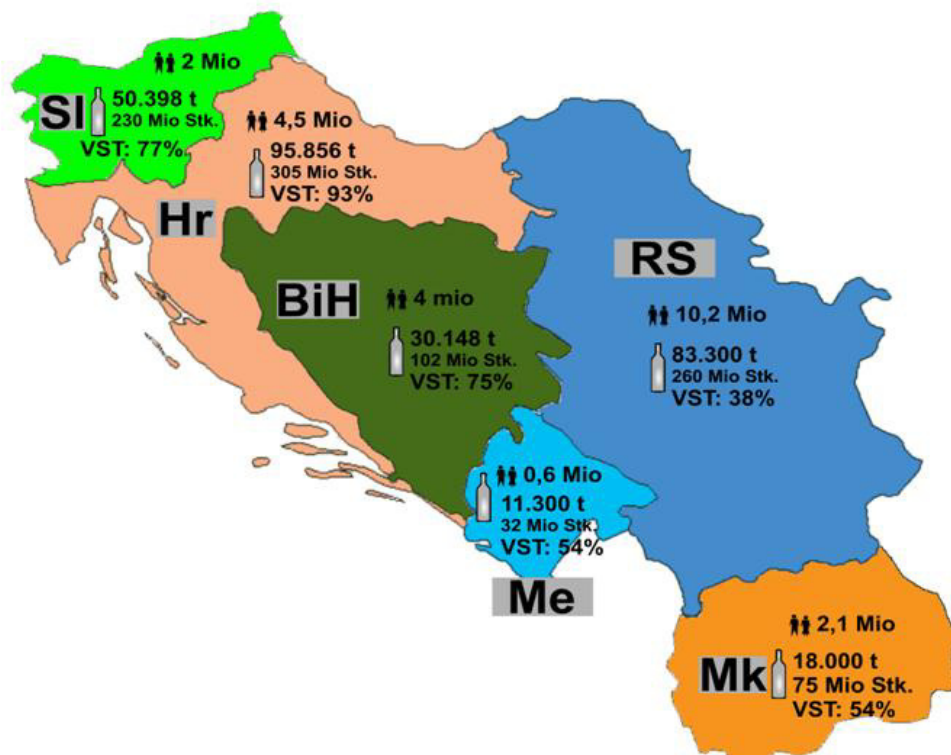 2 Mio
Sl
50.398 t
230 Mio Stk.
VST: 77%
4,5 Mio
95.856 t
305 Mio Stk.
VST: 93%
Hr
BiH
4 mio
30.148 t
102 Mio Stk.
VST: 75%
RS
10,2 Mio
83.300 t
260 Mio Stk.
VST: 38%
0,6 Mio
11.300 t
32 Mio Stk.
VST: 54%
Me
2,1 Mio
Mk
18.000 t
75 Mio Stk.
VST: 54%